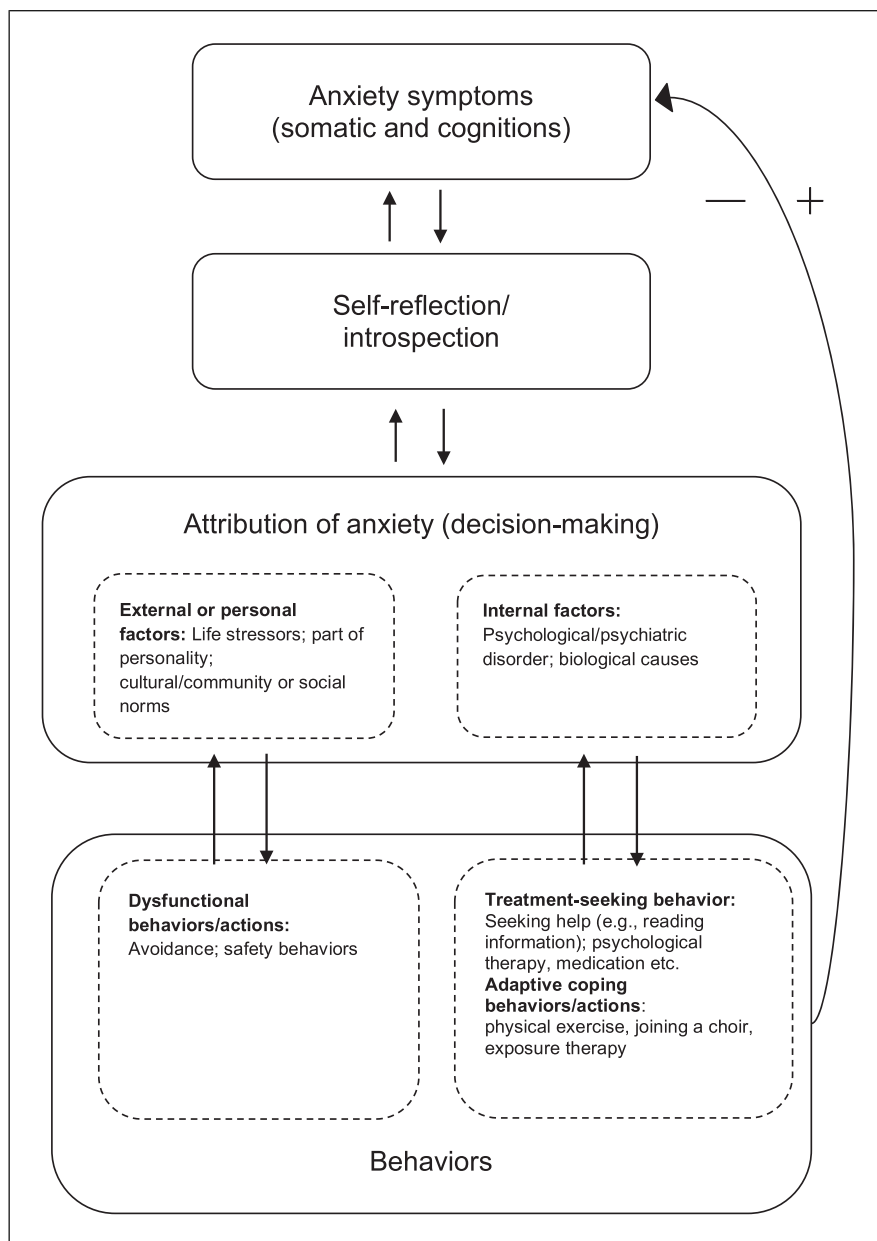 Anxiety symptoms
(somatic and cognitions)
— +
Self-reflection/
introspection
Attribution of anxiety (decision-making)
External or personal
factors: Life stressors; part of
personality;
cultural/community or social
norms
Internal factors:
Psychological/psychiatric
disorder; biological causes
Dysfunctional
behaviors/actions:
Avoidance; safety behaviors
Treatment-seeking behavior:
Seeking help (e.g., reading
information); psychological
therapy, medication etc.
Adaptive coping
behaviors/actions:
physical exercise, joining a choir,
exposure therapy
Behaviors